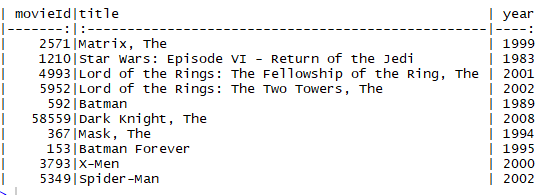 | movieId|title | year
|-------:|:---------------------------------------------------|----:
| 2571|Matrix, The | 1999
| 1210|Star Wars: Episode VI - Return of the Jedi | 1983
| 4993|Lord of the Rings: The Fellowship of the Ring, The | 2001
| 5952|Lord of the Rings: The Two Towers, The | 2002
| 592|Batman | 1989
| 58559|Dark Knight, The | 2008
| 367|Mask, The | 1994
| 153|Batman Forever | 1995
| 3793|X-Men | 2000
| 5349|Spider-Man | 2002
>